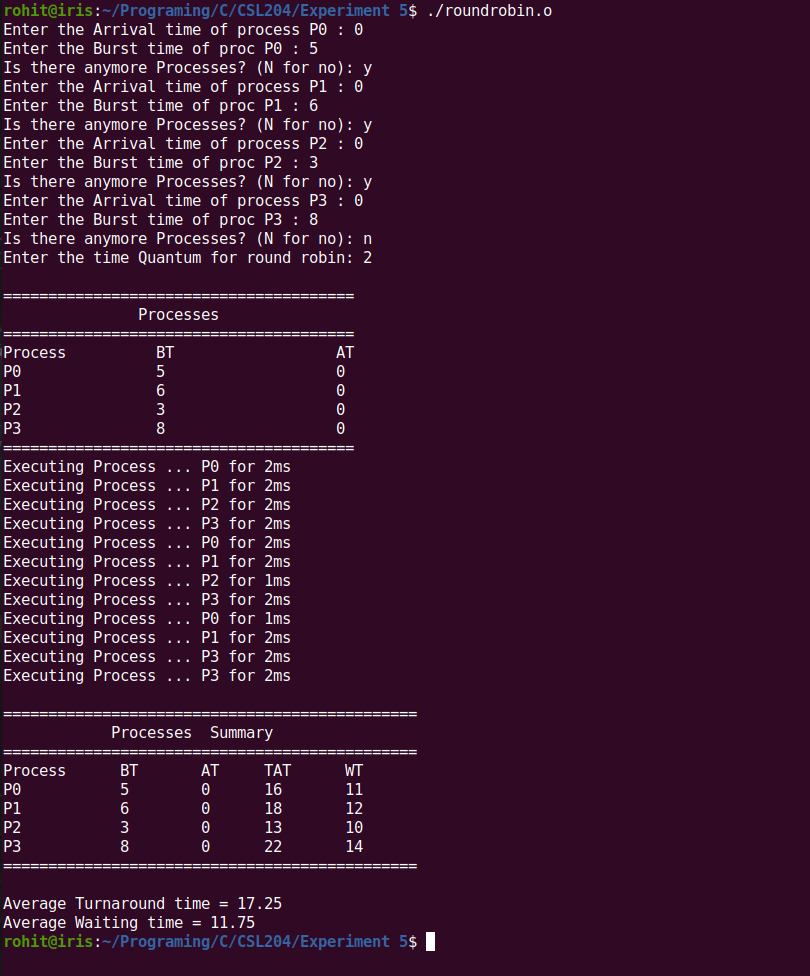 rohit@iris:~/Programing/C/CSL204/Experiment 5$ ./roundrobin.o
Enter the Arrival time of process P0 : 0
Enter the Burst time of proc P0 : 5
Is there anymore Processes? (N for no): y
Enter the Arrival time of process P1 : 0
Enter the Burst time of proc P1 : 6
Is there anymore Processes? (N for no): y
Enter the Arrival time of process P2 : 0
Enter the Burst time of proc P2 : 3
Is there anymore Processes? (N for no): y
Enter the Arrival time of process P3 : 0
Enter the Burst time of proc P3 : 8
Is there anymore Processes? (N for no): n
Enter the time Quantum for round robin: 2

=======================================
               Processes
=======================================
Process          BT                  AT
P0               5                   0
P1               6                   0
P2               3                   0
P3               8                   0
=======================================
Executing Process ... P0 for 2ms
Executing Process ... P1 for 2ms
Executing Process ... P2 for 2ms
Executing Process ... P3 for 2ms
Executing Process ... P0 for 2ms
Executing Process ... P1 for 2ms
Executing Process ... P2 for 1ms
Executing Process ... P3 for 2ms
Executing Process ... P0 for 1ms
Executing Process ... P1 for 2ms
Executing Process ... P3 for 2ms
Executing Process ... P3 for 2ms

==============================================
            Processes  Summary
==============================================
Process      BT       AT     TAT      WT
P0           5        0      16       11
P1           6        0      18       12
P2           3        0      13       10
P3           8        0      22       14
==============================================

Average Turnaround time = 17.25
Average Waiting time = 11.75
rohit@iris:~/Programing/C/CSL204/Experiment 5$